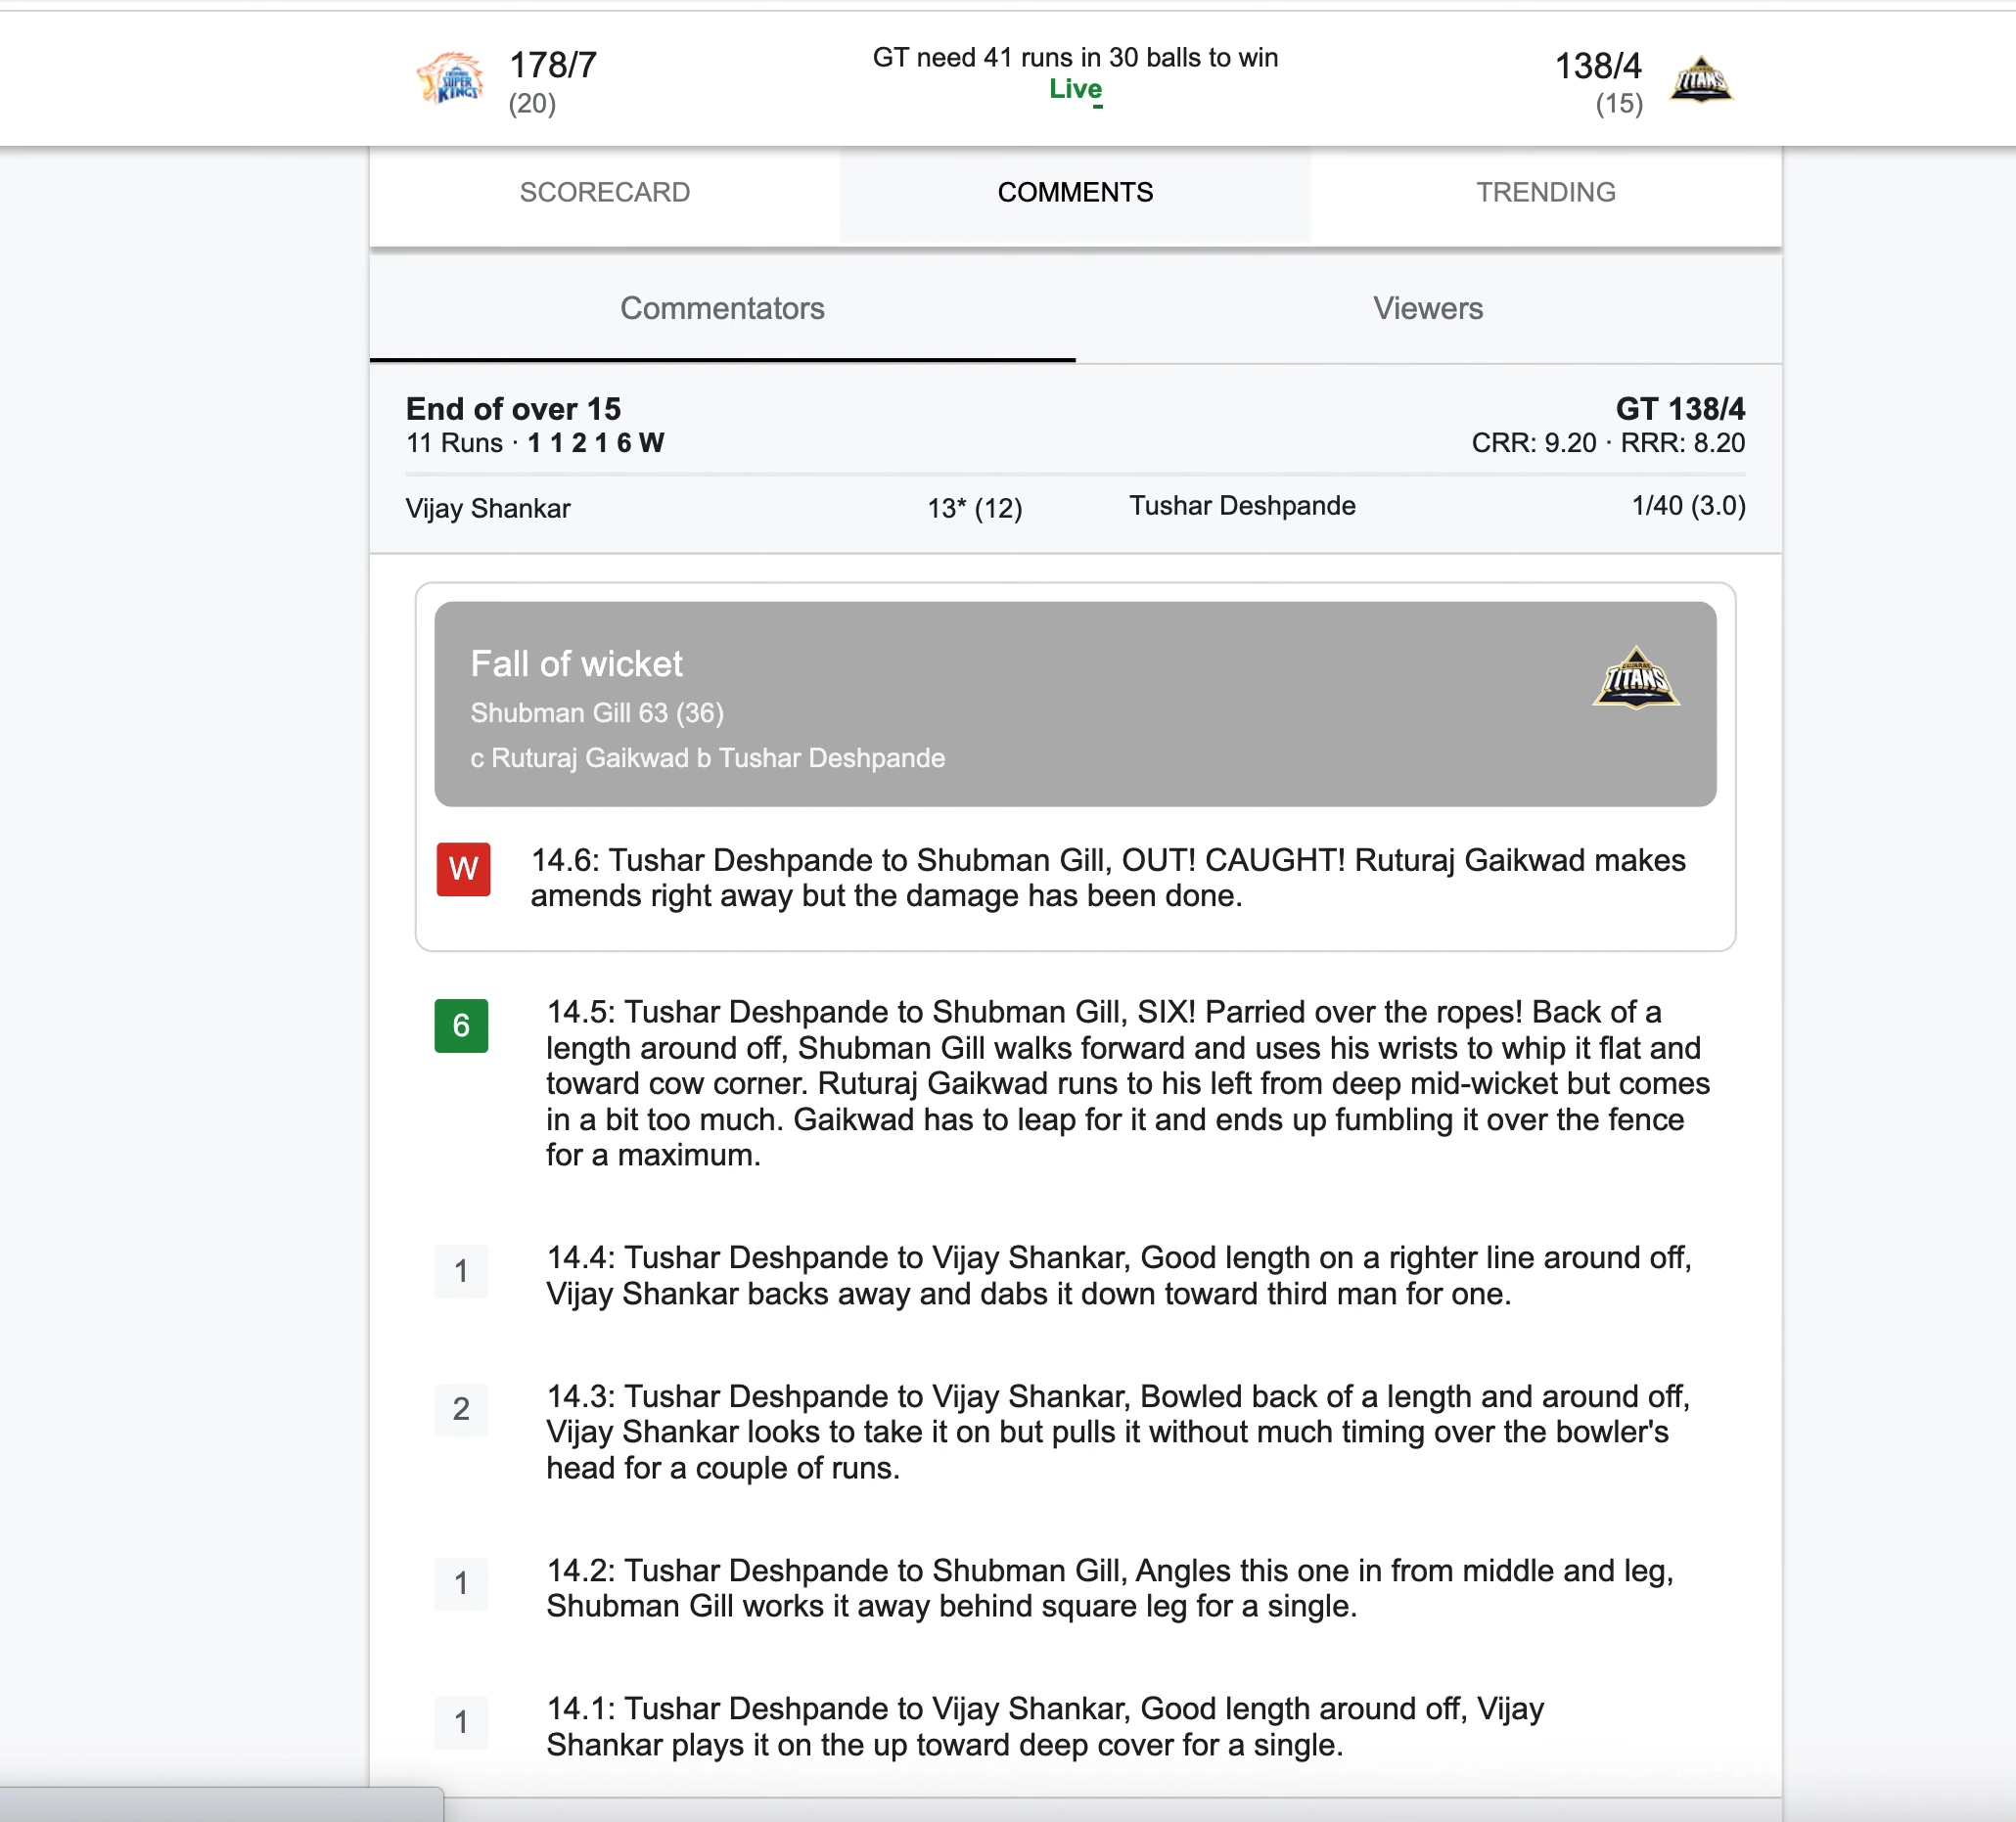 178/7
(20)
GT need 41 runs in 30 balls to win
Live
138/4
(15)
SUPER
KINGS
TITANS
SCORECARD
COMMENTS
TRENDING
Commentators
Viewers
End of over 15
GT 138/4
11 Runs · 1 1 2 1 6 W
CRR: 9.20 · RRR: 8.20
Vijay Shankar
13* (12)
Tushar Deshpande
1/40 (3.0)
Fall of wicket
Shubman Gill 63 (36)
c Ruturaj Gaikwad b Tushar Deshpande
GUJARAT
TITANS
W
14.6: Tushar Deshpande to Shubman Gill, OUT! CAUGHT! Ruturaj Gaikwad makes
amends right away but the damage has been done.
6
14.5: Tushar Deshpande to Shubman Gill, SIX! Parried over the ropes! Back of a
length around off, Shubman Gill walks forward and uses his wrists to whip it flat and
toward cow corner. Ruturaj Gaikwad runs to his left from deep mid-wicket but comes
in a bit too much. Gaikwad has to leap for it and ends up fumbling it over the fence
for a maximum.
1
14.4: Tushar Deshpande to Vijay Shankar, Good length on a righter line around off,
Vijay Shankar backs away and dabs it down toward third man for one.
2
14.3: Tushar Deshpande to Vijay Shankar, Bowled back of a length and around off,
Vijay Shankar looks to take it on but pulls it without much timing over the bowler's
head for a couple of runs.
1
14.2: Tushar Deshpande to Shubman Gill, Angles this one in from middle and leg,
Shubman Gill works it away behind square leg for a single.
1
14.1: Tushar Deshpande to Vijay Shankar, Good length around off, Vijay
Shankar plays it on the up toward deep cover for a single.